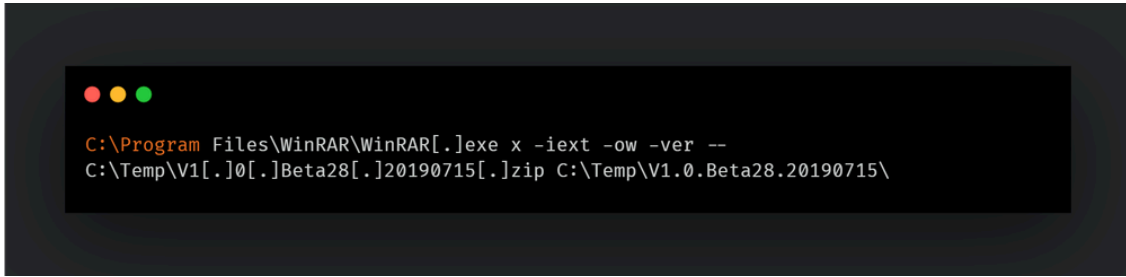 C:\Program Files\WinRAR\WinRAR[.]exe x -iext -ow -ver --
C:\Temp\V1[.]0[.]Beta28[.]20190715[.]zip C:\Temp\V1.0.Beta28.20190715\